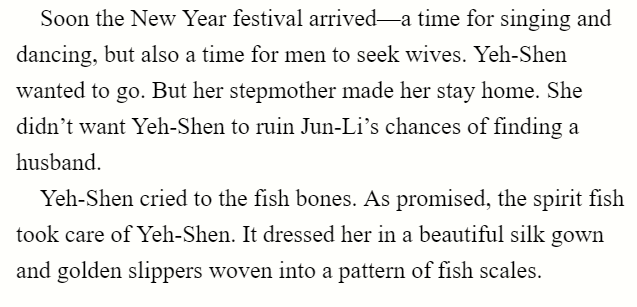 Soon the New Year festival arrived—a time for singing and
dancing, but also a time for men to seek wives. Yeh-Shen
wanted to go. But her stepmother made her stay home. She
didn’t want Yeh-Shen to ruin Jun-Li’s chances of finding a
husband.
Yeh-Shen cried to the fish bones. As promised, the spirit fish
took care of Yeh-Shen. It dressed her in a beautiful silk gown
and golden slippers woven into a pattern of fish scales.